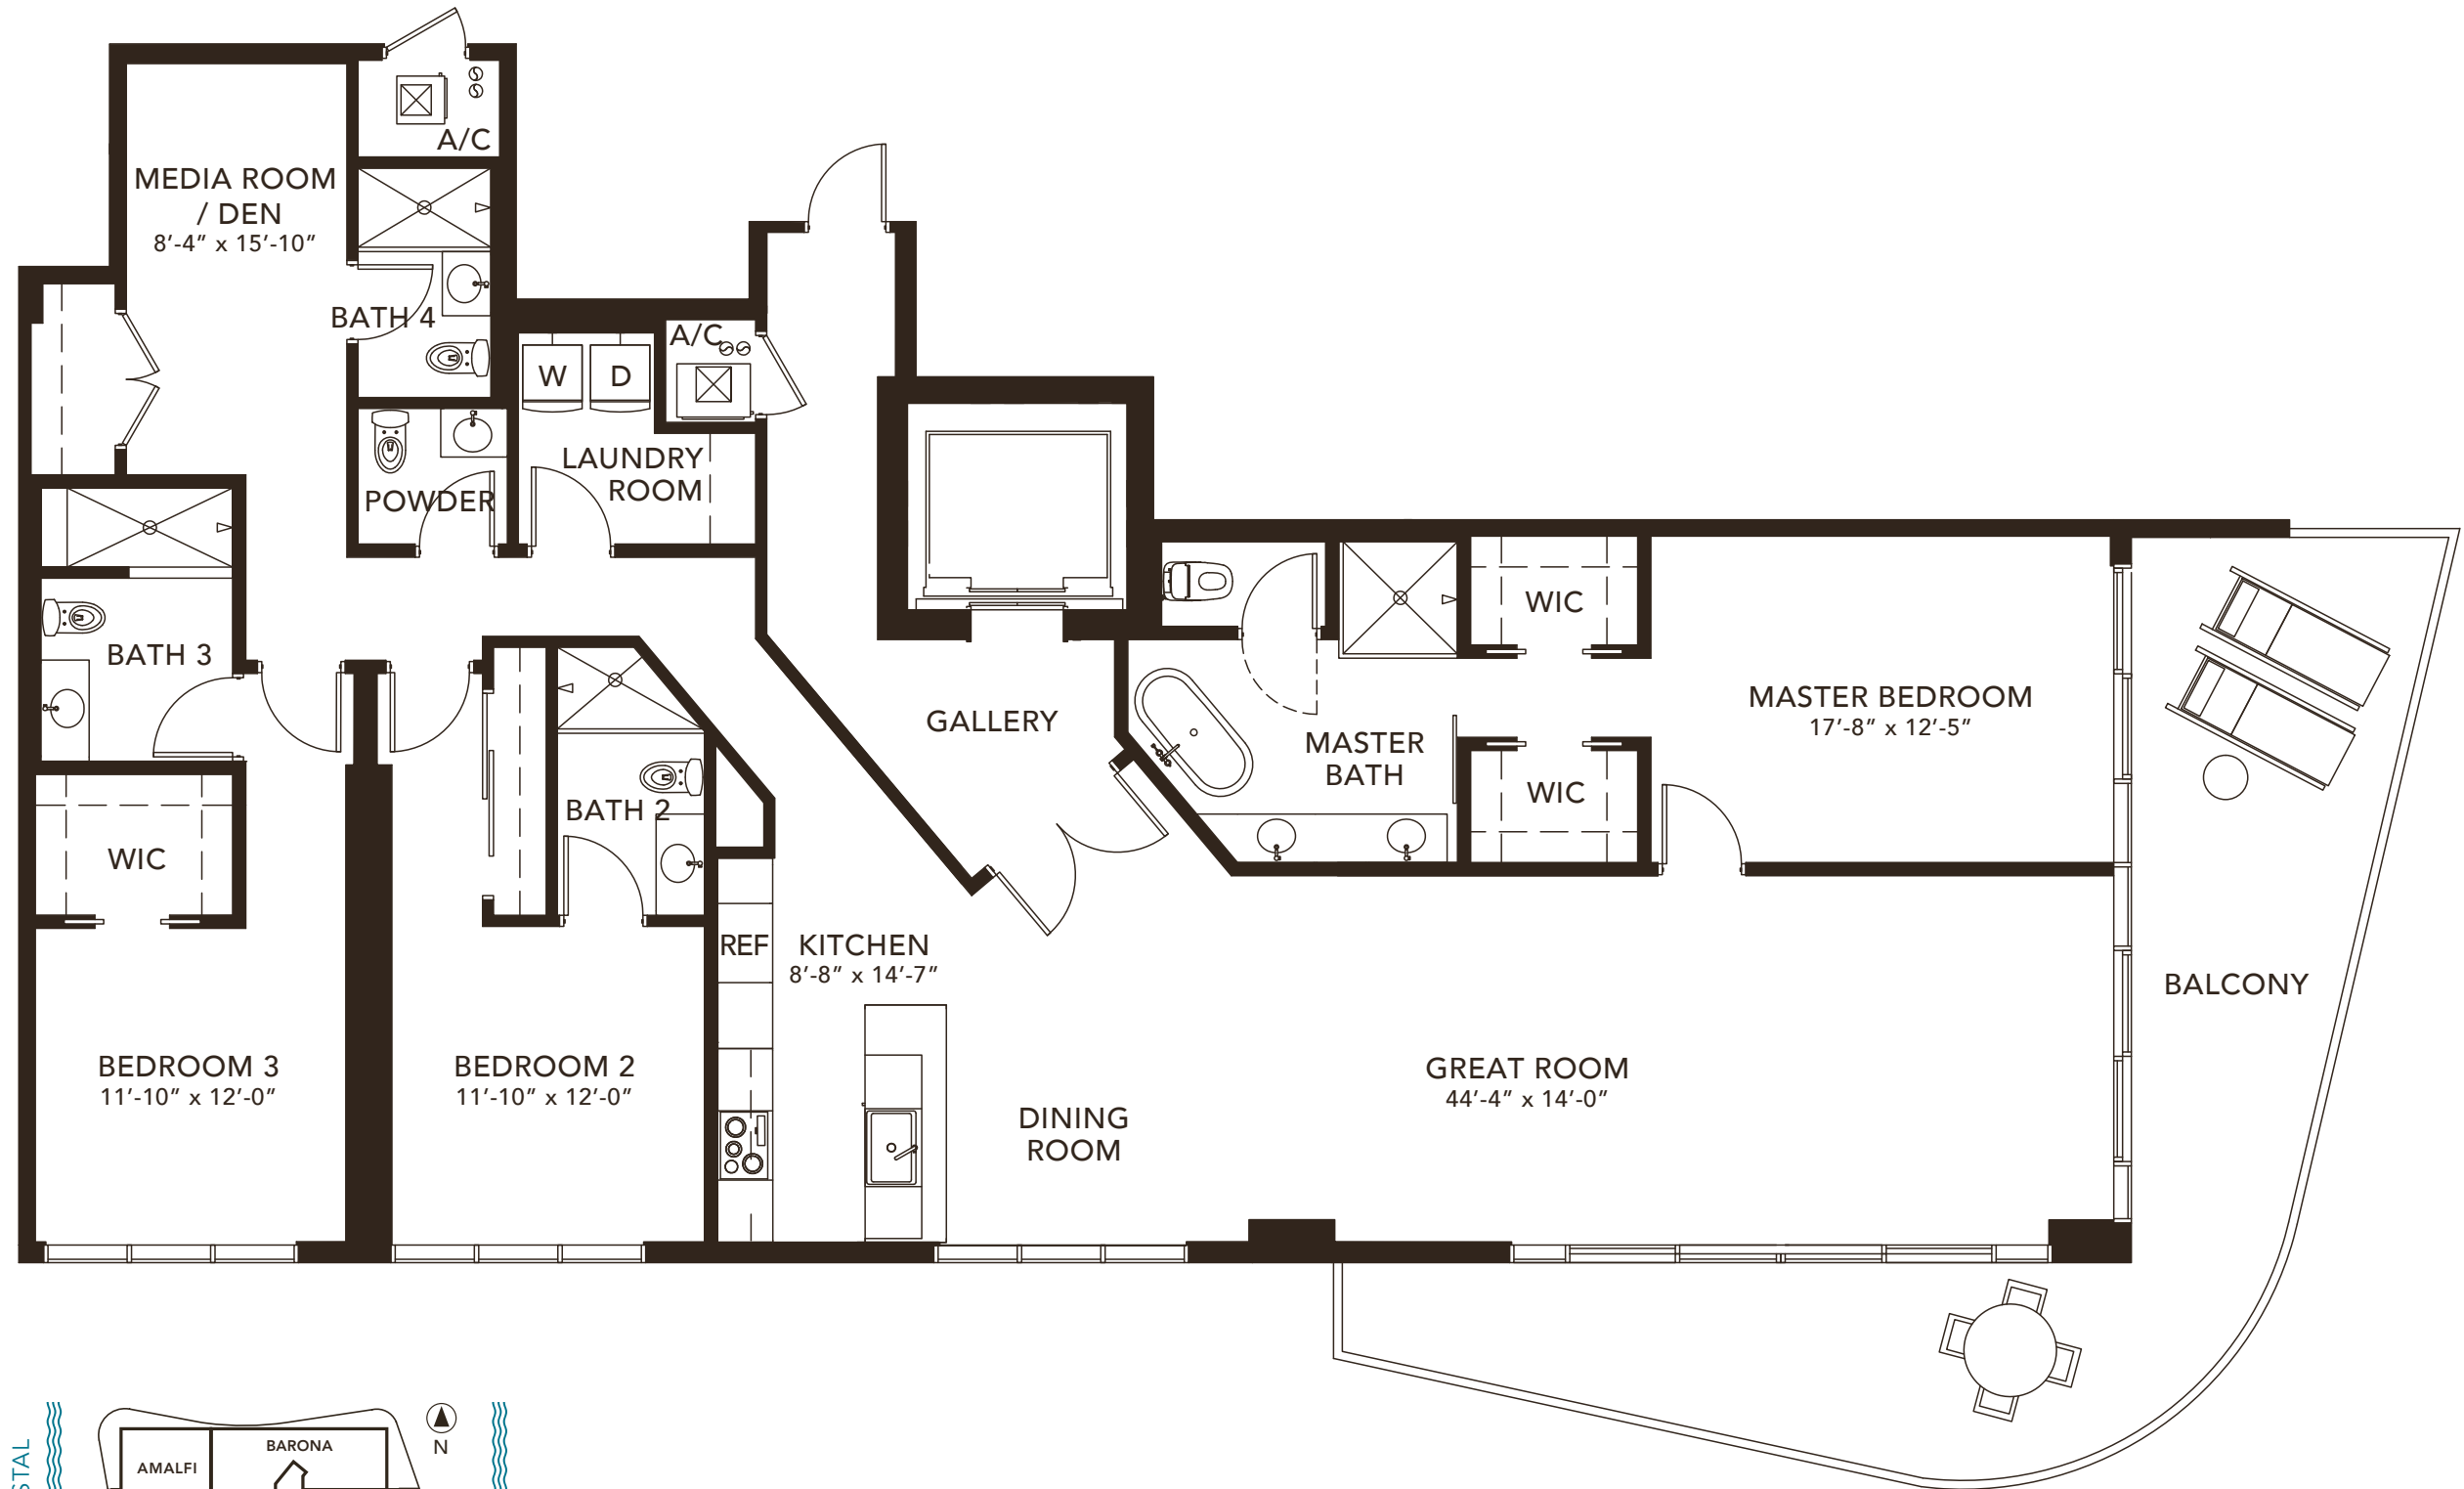 A/C
MEDIA ROOM
/ DEN
8'-4" x 15'-10"
BATH 4
A/C
W
D
LAUNDRY
ROOM
POWDER
WIC
BATH 3
MASTER BEDROOM
17'-8" x 12'-5"
GALLERY
MASTER
BATH
WIC
BATH 2
WIC
REF
KITCHEN
8'-8" x 14'-7"
BALCONY
BEDROOM 3
11'-10" x 12'-0"
BEDROOM 2
11'-10" x 12'-0"
GREAT ROOM
44'-4" x 14'-0"
DINING
ROOM
BARONA
N
AMALFI